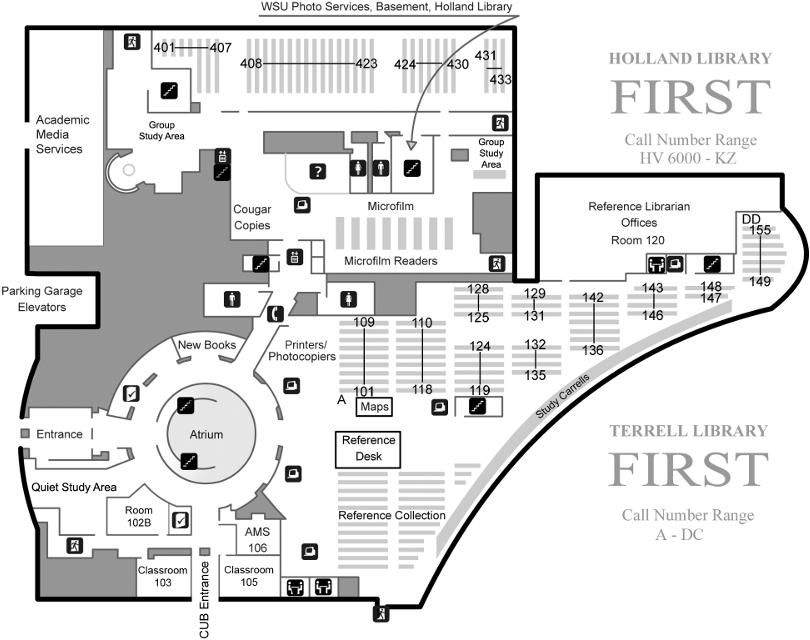 WSU Photo Services, Basement, Holland Library
401 407
408 423
424 430
431
433
HOLLAND LIBRARY
FIRST
Call Number Range
HV 6000 - KZ
Academic
Media
Services
Group
Study Area
Group
Study
Area
?
Cougar
Copies
Microfilm
Microfilm Readers
Reference Librarian
Offices
Room 120
DD
155
149
Parking Garage
Elevators
128
125
129
131
142
136
143
146
148
147
New Books
Printers/
Photocopiers
109
101
110
118
124
119
132
135
A
Maps
Study Carrells
Entrance
Atrium
Reference
Desk
TERRELL LIBRARY
FIRST
Call Number Range
A - DC
Quiet Study Area
Room
102B
Reference Collection
AMS
106
Classroom
103
Classroom
105
CUB Entrance